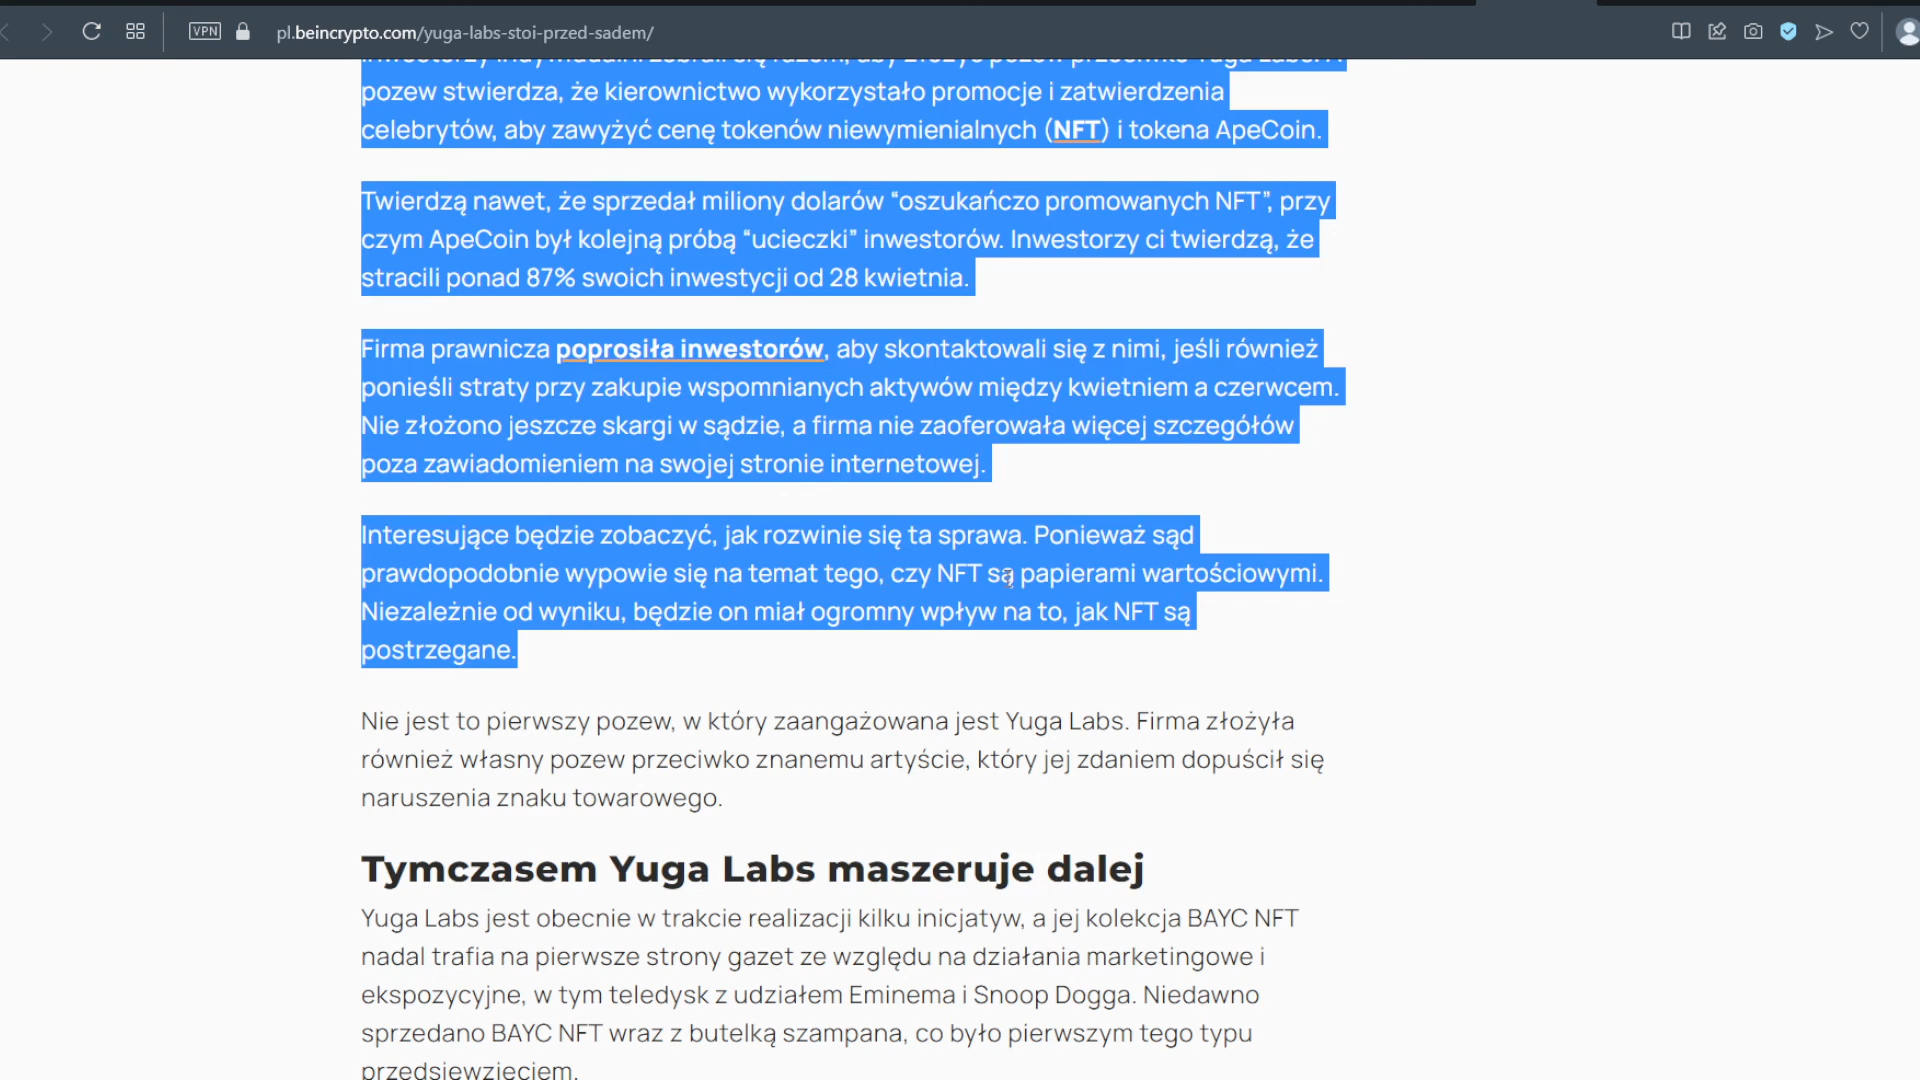 VPN
pl.beincrypto.com/yuga-labs-stoi-przed-sadem/
Inwestorzy indywidualni zebrali się razem, aby złożyć pozew przeciwko Yuga Labs.
pozew stwierdza, że kierownictwo wykorzystało promocje i zatwierdzenia
celebrytów, aby zawyżyć cenę tokenów niewymienialnych (NFT) i tokena ApeCoin.
Twierdzą nawet, że sprzedał miliony dolarów “oszukańczo promowanych NFT”, przy
czym ApeCoin był kolejną próbą “ucieczki” inwestorów. Inwestorzy ci twierdzą, że
stracili ponad 87% swoich inwestycji od 28 kwietnia.
Firma prawnicza poprosiła inwestorów, aby skontaktowali się z nimi, jeśli również
ponieśli straty przy zakupie wspomnianych aktywów między kwietniem a czerwcem.
Nie złożono jeszcze skargi w sądzie, a firma nie zaoferowała więcej szczegółów
poza zawiadomieniem na swojej stronie internetowej.
Interesujące będzie zobaczyć, jak rozwinie się ta sprawa. Ponieważ sąd
prawdopodobnie wypowie się na temat tego, czy NFT są papierami wartościowymi.
Niezależnie od wyniku, będzie on miał ogromny wpływ na to, jak NFT są
postrzegane.
Nie jest to pierwszy pozew, w który zaangażowana jest Yuga Labs. Firma złożyła
również własny pozew przeciwko znanemu artyście, który jej zdaniem dopuścił się
naruszenia znaku towarowego.
Tymczasem Yuga Labs maszeruje dalej
Yuga Labs jest obecnie w trakcie realizacji kilku inicjatyw, a jej kolekcja BAYC NFT
nadal trafia na pierwsze strony gazet ze względu na działania marketingowe i
ekspozycyjne, w tym teledysk z udziałem Eminema i Snoop Dogga. Niedawno
sprzedano BAYC NFT wraz z butelką szampana, co było pierwszym tego typu
przedsięwzięciem.